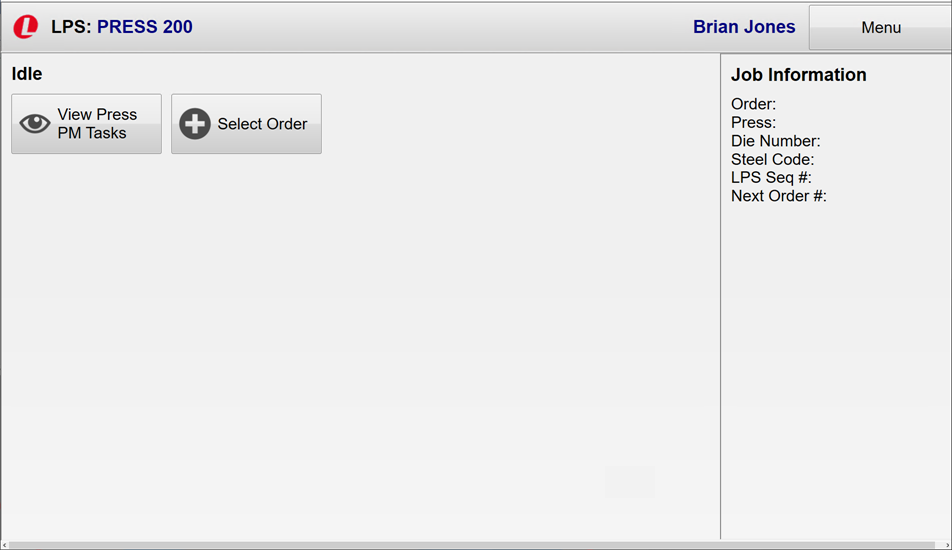 LPS: PRESS 200
Brian Jones
Menu
Idle
View Press
PM Tasks
Select Order
Job Information
Order:
Press:
Die Number:
Steel Code:
LPS Seq #:
Next Order #: